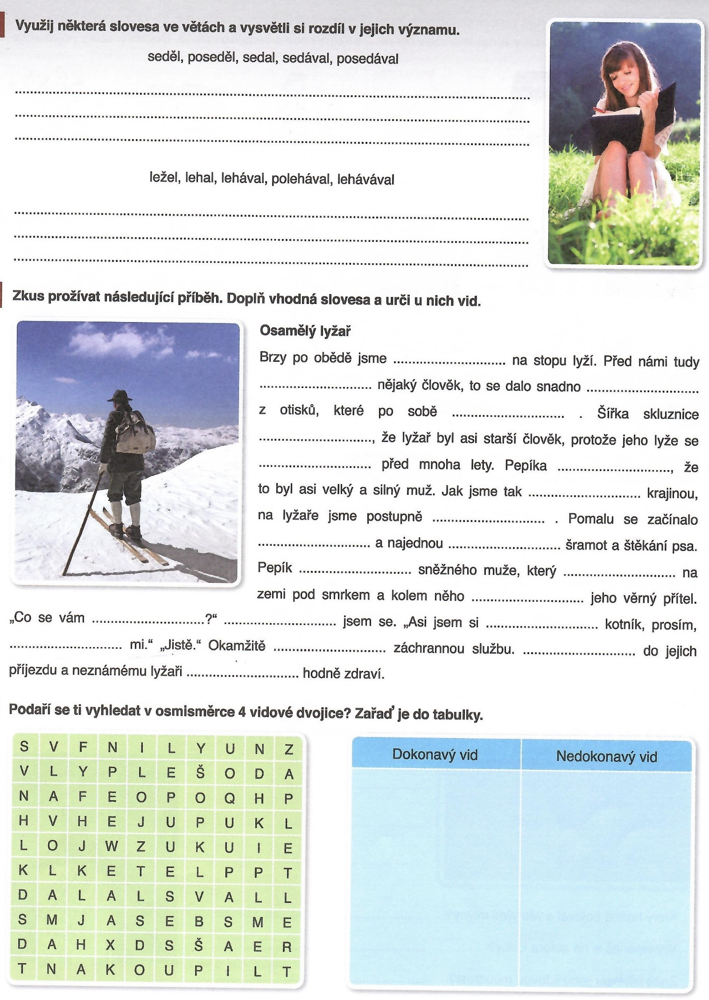 Využij některá slovesa ve větách a vysvětli si rozdíl v jejich významu.
seděl, poseděl, sedal, sedával, posedával
ležel, lehal, lehával, polehával, lehávával
Zkus prožívat následující příběh. Doplň vhodná slovesa a urči u nich vid.
Osamělý lyžař
Brzy po obědě jsme .............................. na stopu lyží. Před námi tudy
.............................. nějaký člověk, to se dalo snadno ..............................
z otisků, které po sobě .............................. . Šířka skluznice
.............................., že lyžař byl asi starší člověk, protože jeho lyže se
.............................. před mnoha lety. Pepíka .............................., že
to byl asi velký a silný muž. Jak jsme tak .............................. krajinou,
na lyžaře jsme postupně .............................. . Pomalu se začínalo
.............................. a najednou .............................. šramot a štěkání psa.
Pepík .............................. sněžného muže, který .............................. na
zemi pod smrkem a kolem něho .............................. jeho věrný přítel.
„Co se vám ..............................?“ .............................. jsem se. „Asi jsem si .............................. kotník, prosím,
.............................. mi.“ „Jistě.“ Okamžitě .............................. záchrannou službu. .............................. do jejich
příjezdu a neznámému lyžaři .............................. hodně zdraví.
Podaří se ti vyhledat v osmisměrce 4 vidové dvojice? Zařaď je do tabulky.
S V F N I L Y U N Z
V L Y P L E Š O D A
N A F E O P O Q H P
H V H E J U P U K L
L O J W Z U K U I E
K L K E T E L P P T
D A L A L S V A L L
S M J A S E B S M E
D A H X D S Š A E R
T N A K O U P I L T
Dokonavý vid Nedokonavý vid